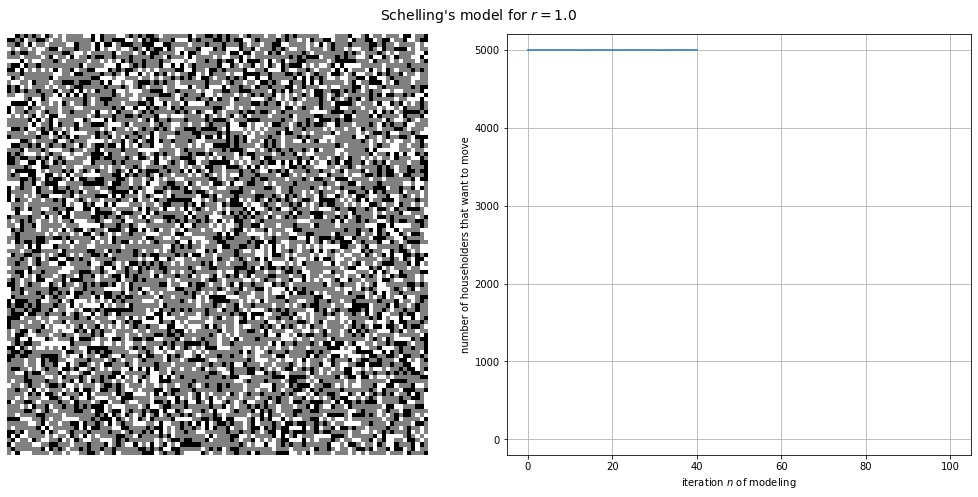 Schelling's model for r = 1.0
number of householders that want to move
5000
4000
3000
2000
1000
0
0 20 40 60 80 100
iteration n of modeling